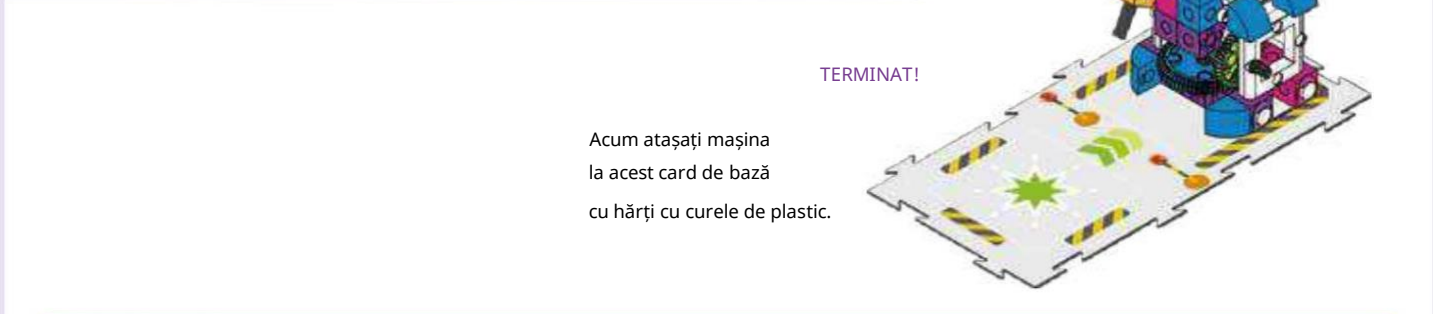 TERMINAT!
Acum atașați mașina
la acest card de bază
cu hărți cu curele de plastic.